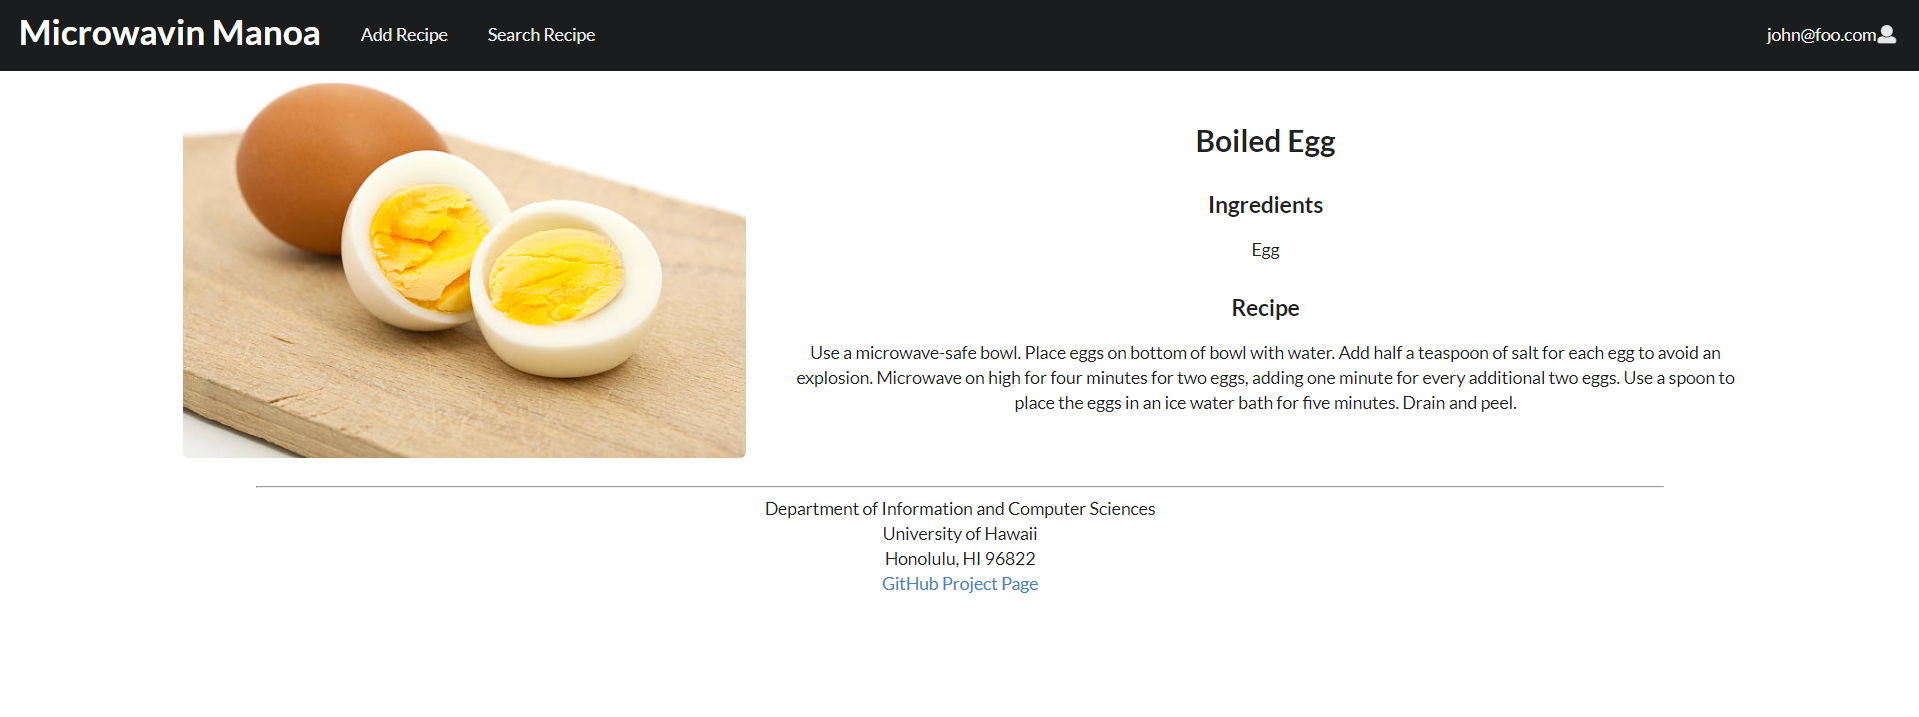 Microwavin Manoa Add Recipe Search Recipe john@foo.com
Boiled Egg
Ingredients
Egg
Recipe
Use a microwave-safe bowl. Place eggs on bottom of bowl with water. Add half a teaspoon of salt for each egg to avoid an
explosion. Microwave on high for four minutes for two eggs, adding one minute for every additional two eggs. Use a spoon to
place the eggs in an ice water bath for five minutes. Drain and peel.
Department of Information and Computer Sciences
University of Hawaii
Honolulu, HI 96822
GitHub Project Page